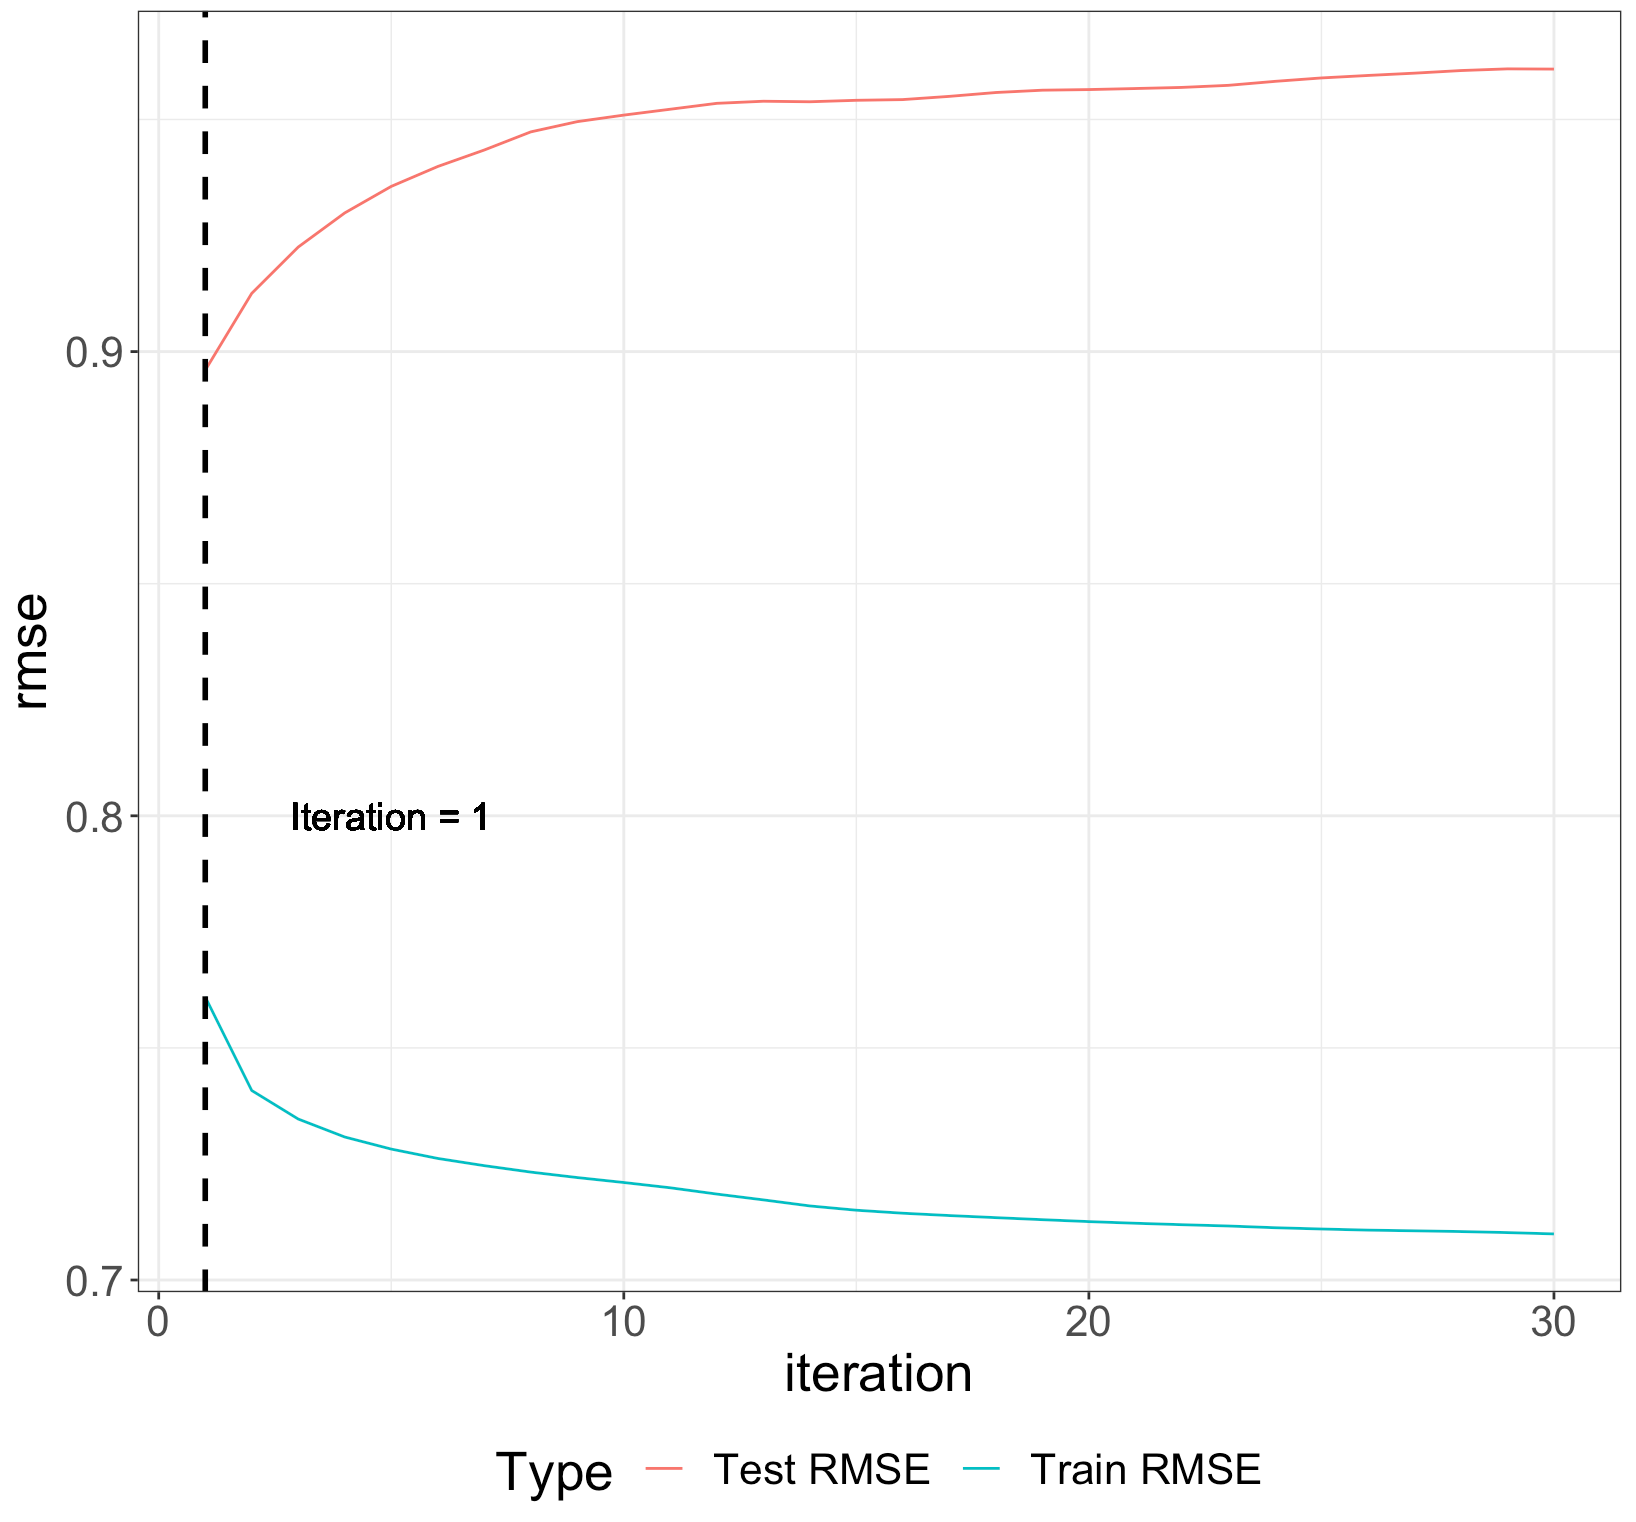 rmse
0.9
0.8
0.7
Iteration = 1
0 10 20 30
iteration
Type Test RMSE Train RMSE